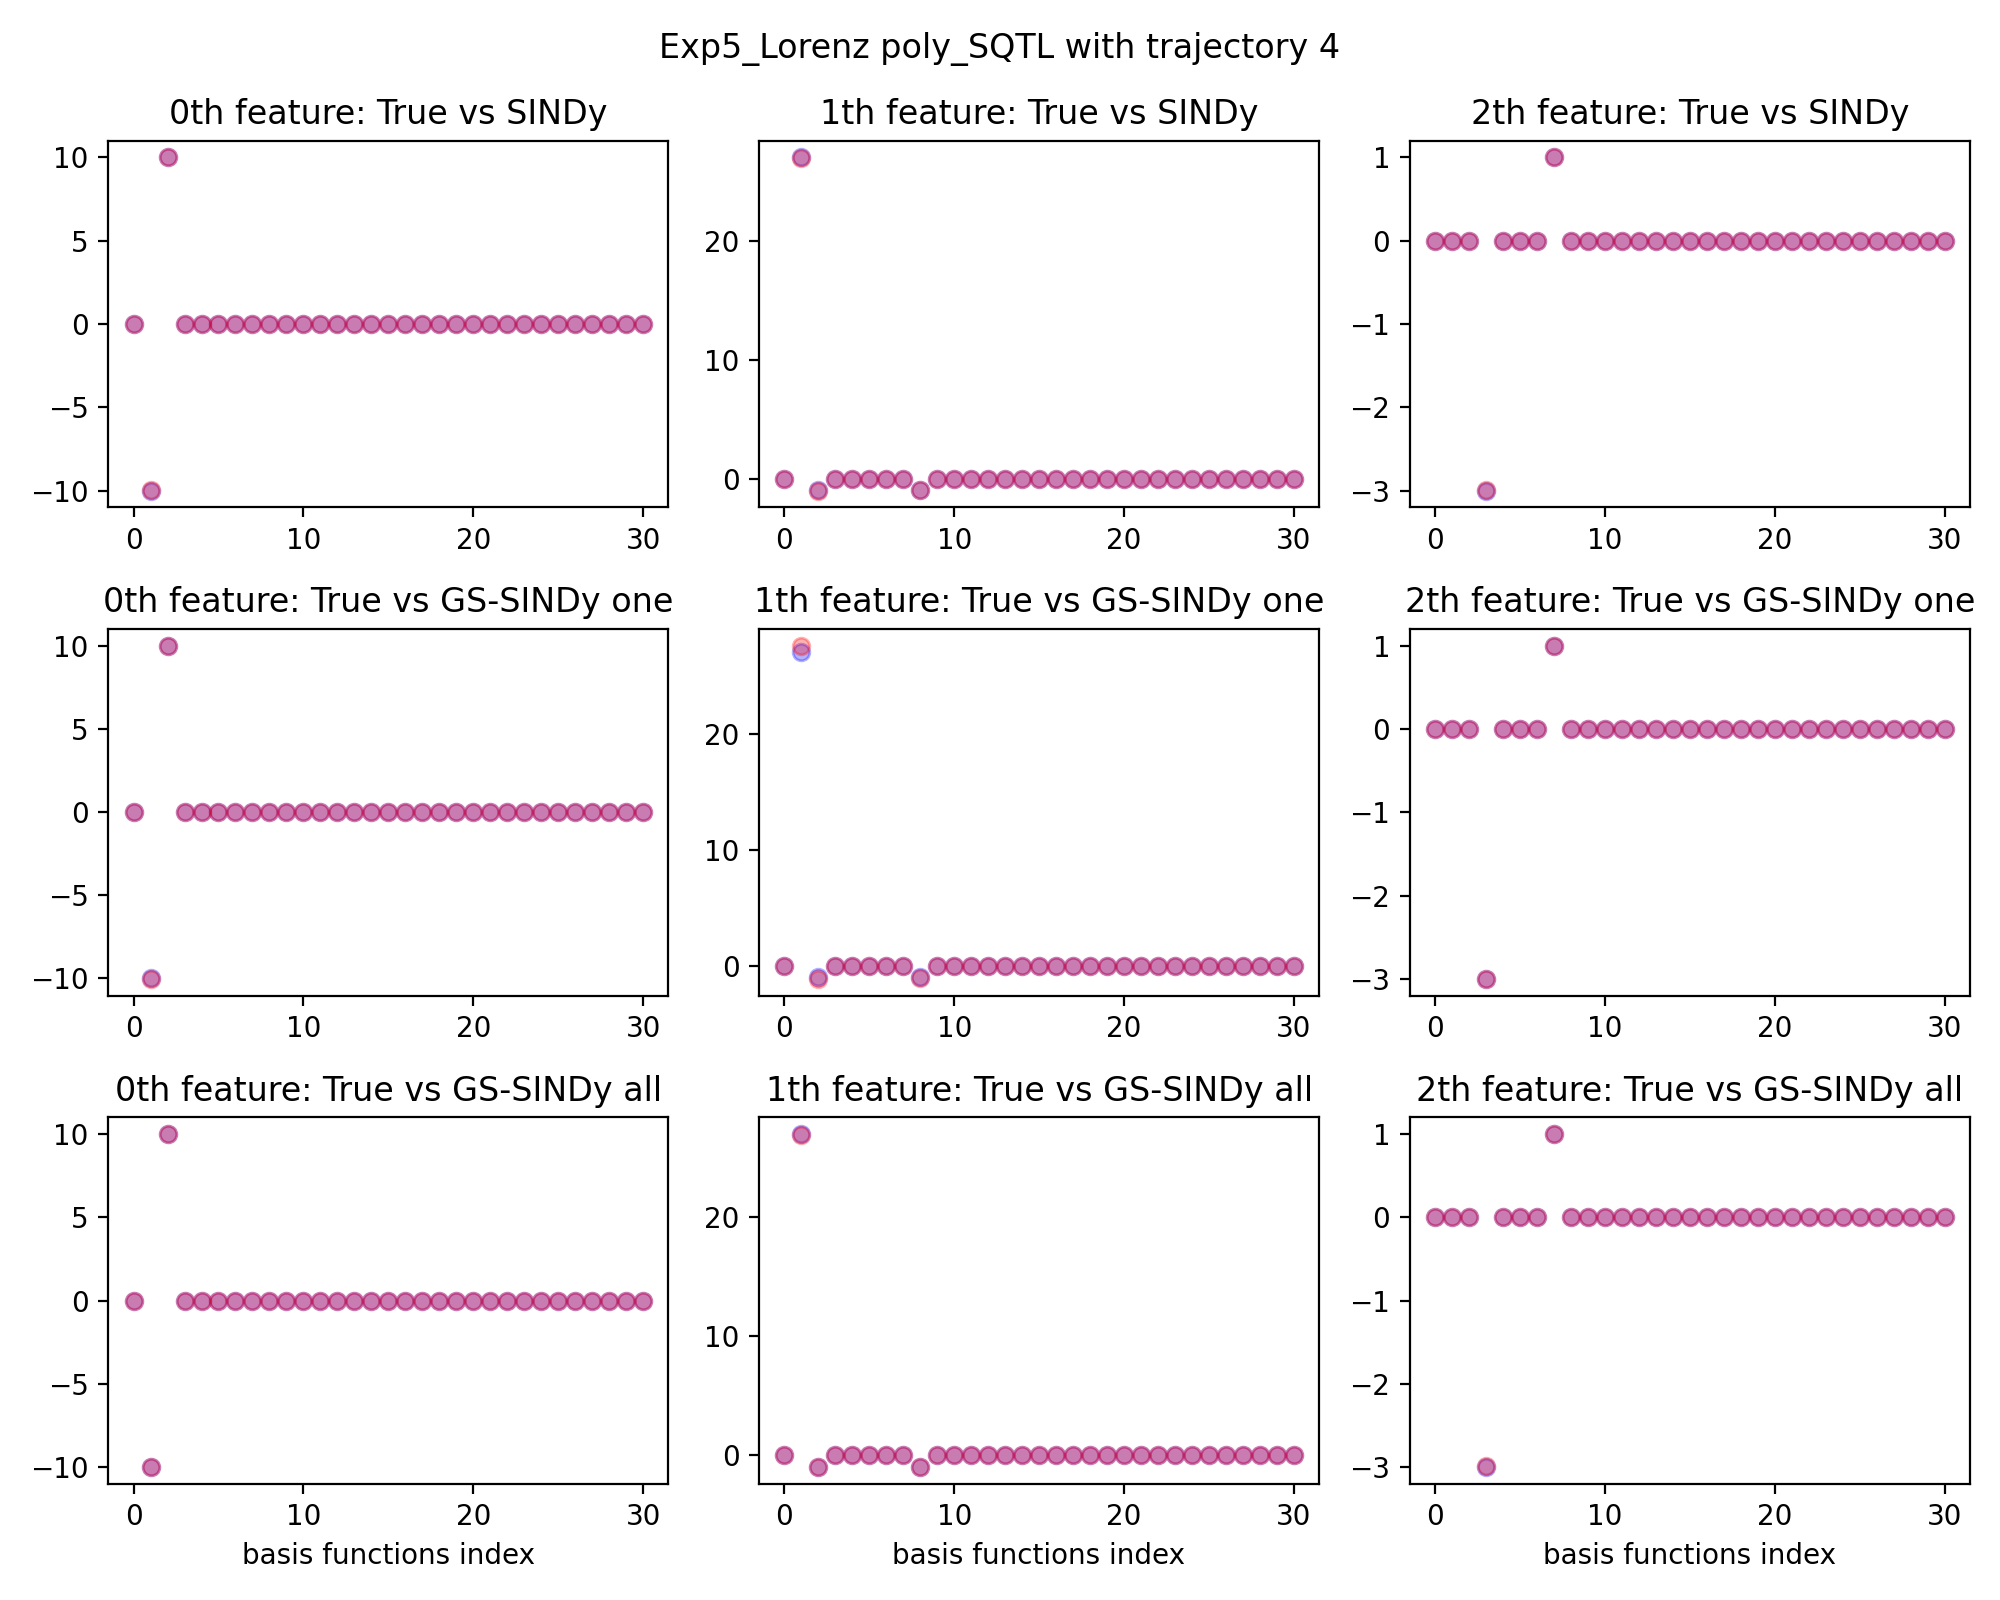 Exp5_Lorenz poly_SQTL with trajectory 4
0th feature: True vs SINDy
1th feature: True vs SINDy
2th feature: True vs SINDy
10
5
0
−5
−10
0 10 20 30
20
10
0
0 10 20 30
1
0
−1
−2
−3
0 10 20 30
0th feature: True vs GS-SINDy one
1th feature: True vs GS-SINDy one
2th feature: True vs GS-SINDy one
10
5
0
−5
−10
0 10 20 30
20
10
0
0 10 20 30
1
0
−1
−2
−3
0 10 20 30
0th feature: True vs GS-SINDy all
1th feature: True vs GS-SINDy all
2th feature: True vs GS-SINDy all
10
5
0
−5
−10
0 10 20 30
basis functions index
20
10
0
0 10 20 30
basis functions index
1
0
−1
−2
−3
0 10 20 30
basis functions index